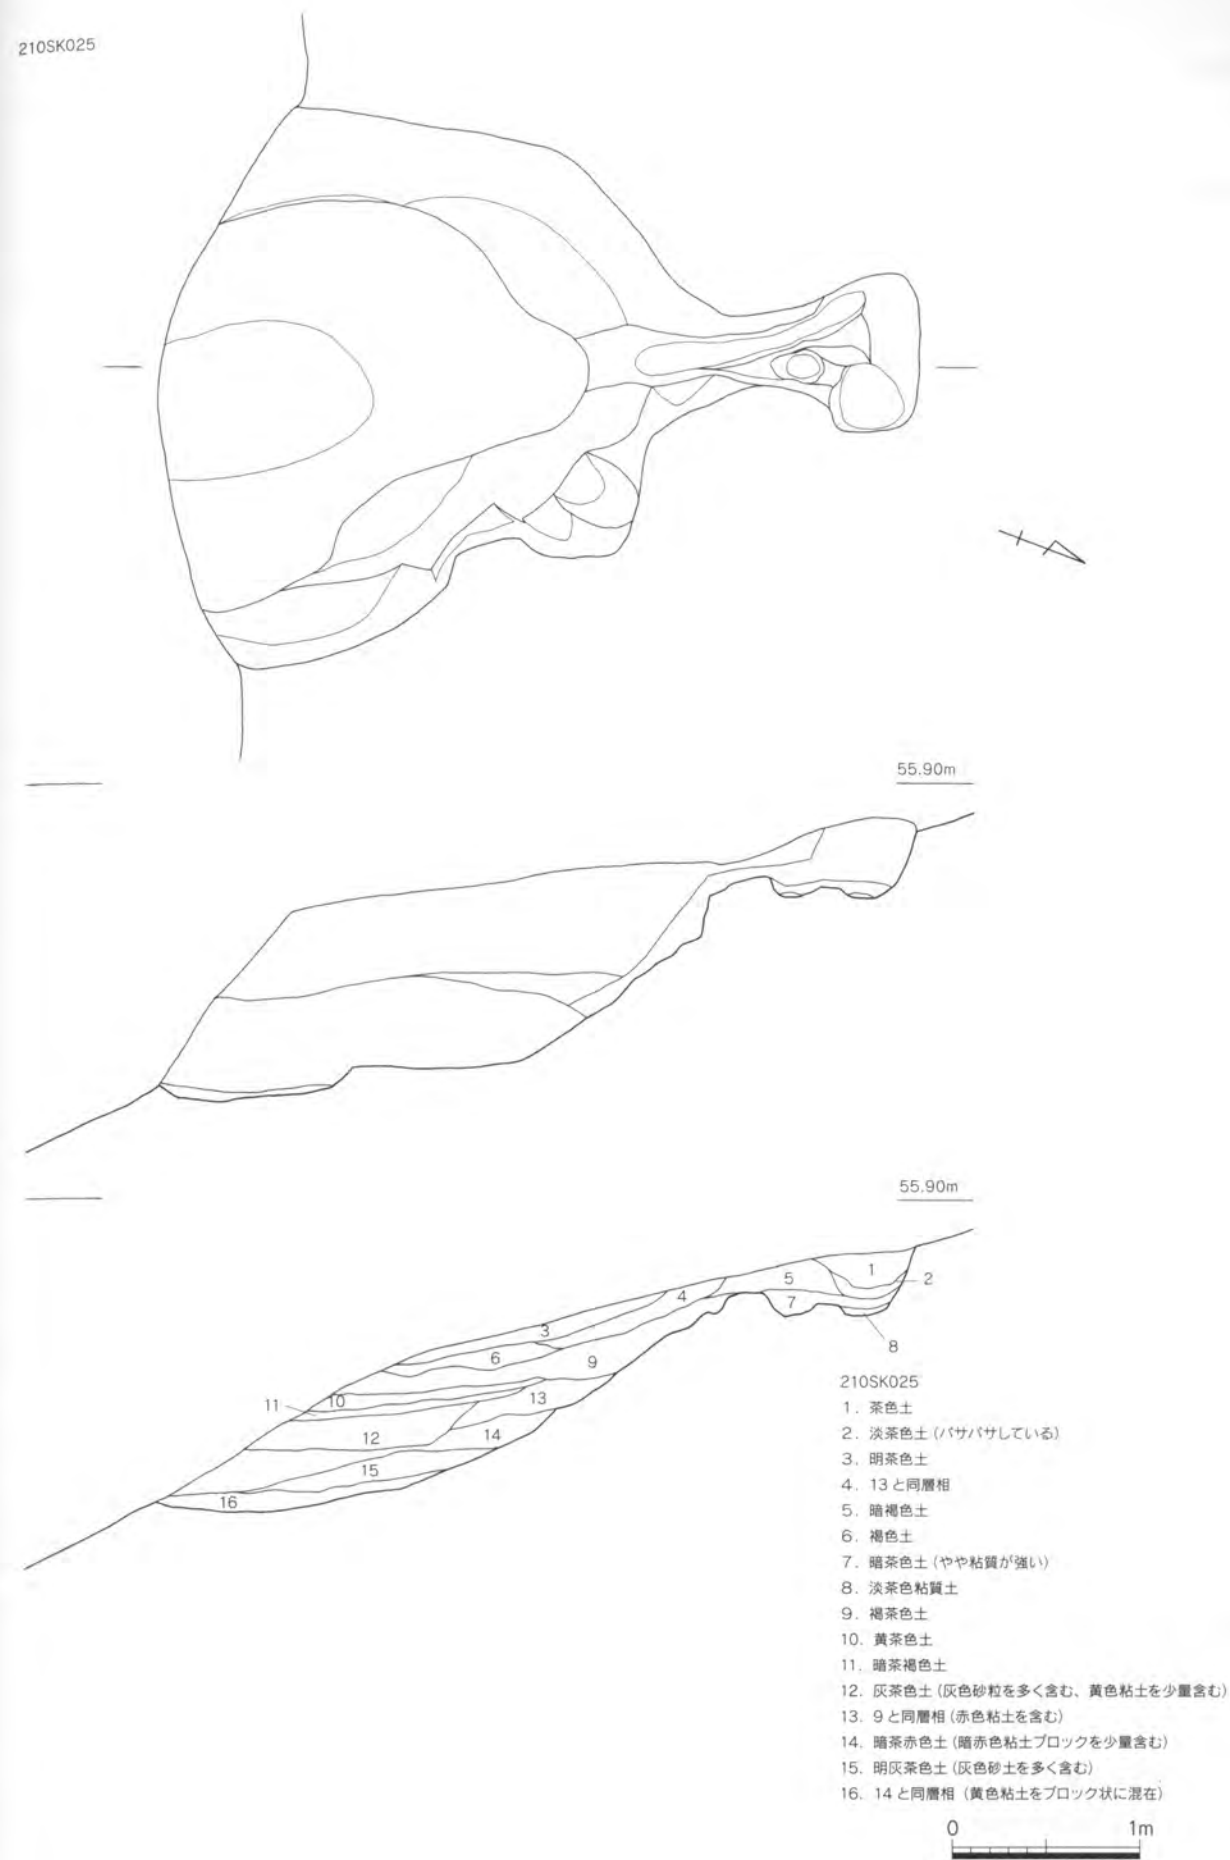 210SK025
55.90m
55.90m
1
2
3
4
5
6
7
8
9
10
11
12
13
14
15
16
210SK025
1. 茶色土
2. 淡茶色土 (パサパサしている)
3. 明茶色土
4. 13と同層相
5. 暗褐色土
6. 褐色土
7. 暗茶色土 (やや粘質が強い)
8. 淡茶色粘質土
9. 褐茶色土
10. 黄茶色土
11. 暗茶褐色土
12. 灰茶色土 (灰色砂粒を多く含む、黄色粘土を少量含む)
13. 9と同層相 (赤色粘土を含む)
14. 暗茶赤色土 (暗赤色粘土ブロックを少量含む)
15. 明灰茶色土 (灰色砂土を多く含む)
16. 14と同層相 (黄色粘土をブロック状に混在)
0 1m